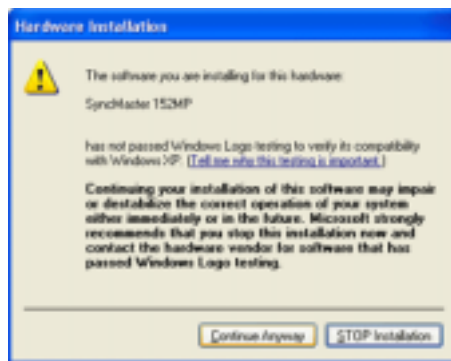 Hardware Installation
The software you are installing for this hardware:
SyncMaster 152MP
has not passed Windows Logo testing to verify its compatibility
with Windows XP. (Tell me why this testing is important.)
Continuing your installation of this software may impair
or destabilize the correct operation of your system
either immediately or in the future. Microsoft strongly
recommends that you stop this installation now and
contact the hardware vendor for software that has
passed Windows Logo testing.
Continue Anyway
STOP Installation